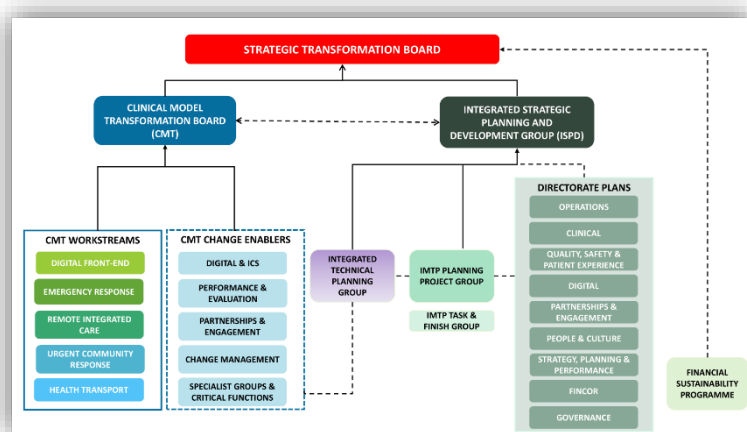 STRATEGIC TRANSFORMATION BOARD
CLINICAL MODEL
TRANSFORMATION BOARD
(CMT)
INTEGRATED STRATEGIC
PLANNING AND
DEVELOPMENT GROUP (ISPD)
CMT WORKSTREAMS
DIGITAL FRONT-END
EMERGENCY RESPONSE
REMOTE INTEGRATED
CARE
URGENT COMMUNITY
RESPONSE
HEALTH TRANSPORT
CMT CHANGE ENABLERS
DIGITAL & ICS
PERFORMANCE &
EVALUATION
PARTNERSHIPS &
ENGAGEMENT
CHANGE MANAGEMENT
SPECIALIST GROUPS &
CRITICAL FUNCTIONS
INTEGRATED
TECHNICAL
PLANNING
GROUP
IMTP PLANNING
PROJECT GROUP
IMTP TASK &
FINISH GROUP
DIRECTORATE PLANS
OPERATIONS
CLINICAL
QUALITY, SAFETY &
PATIENT EXPERIENCE
DIGITAL
PARTNERSHIPS &
ENGAGEMENT
PEOPLE & CULTURE
STRATEGY, PLANNING &
PERFORMANCE
FINCOR
GOVERNANCE
FINANCIAL
SUSTAINABILITY
PROGRAMME